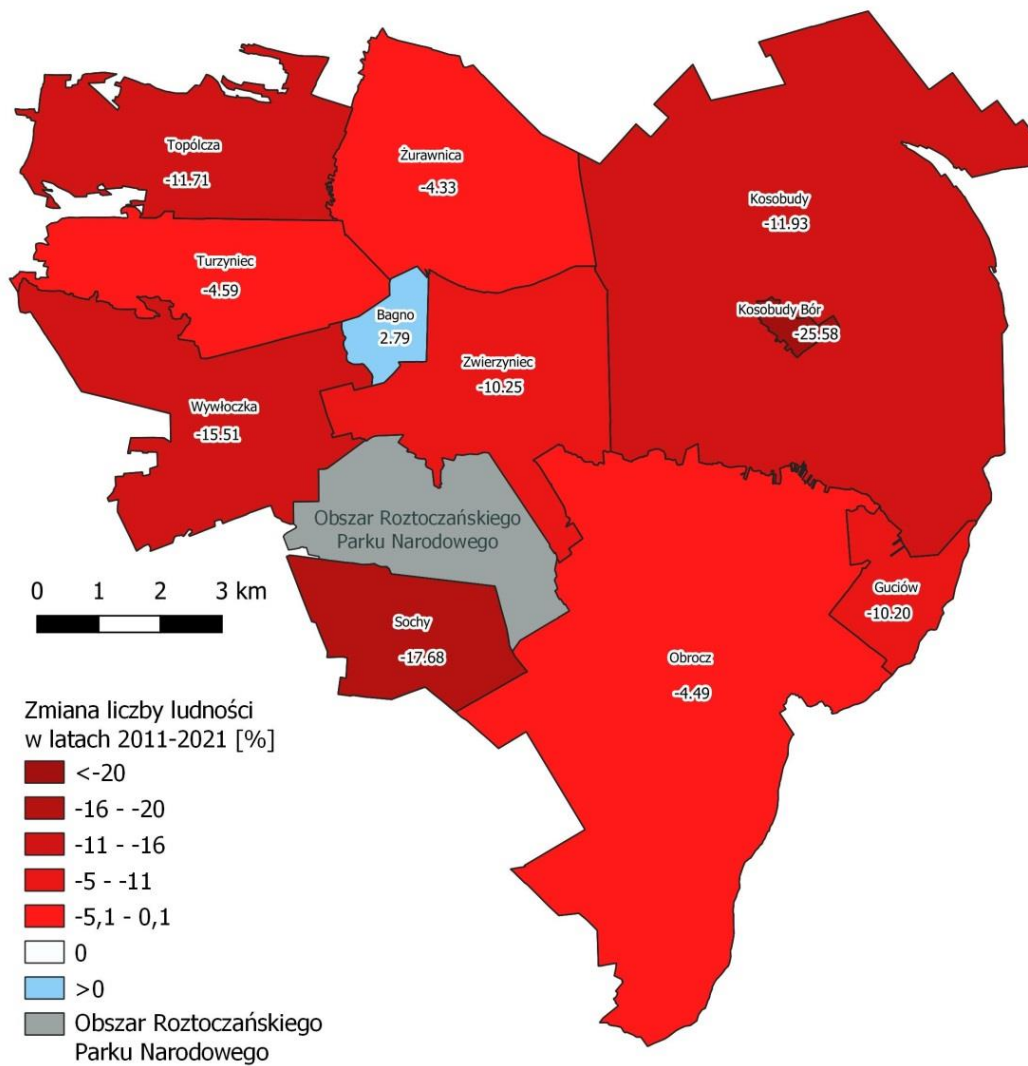 Topólcza
-11.71
Żurawnica
-4.33
Kosobudy
-11.93
Turzyniec
-4.59
Bagno
2.79
Kosobudy Bór
-25.58
Zwierzyniec
-10.25
Wywłoczka
-15.51
Obszar Roztoczańskiego
Parku Narodowego
Guciów
-10.20
Sochy
-17.68
Obrocz
-4.49
0 1 2 3 km
Zmiana liczby ludności
w latach 2011-2021 [%]
<-20
-16 - -20
-11 - -16
-5 - -11
-5,1 - 0,1
0
>0
Obszar Roztoczańskiego
Parku Narodowego